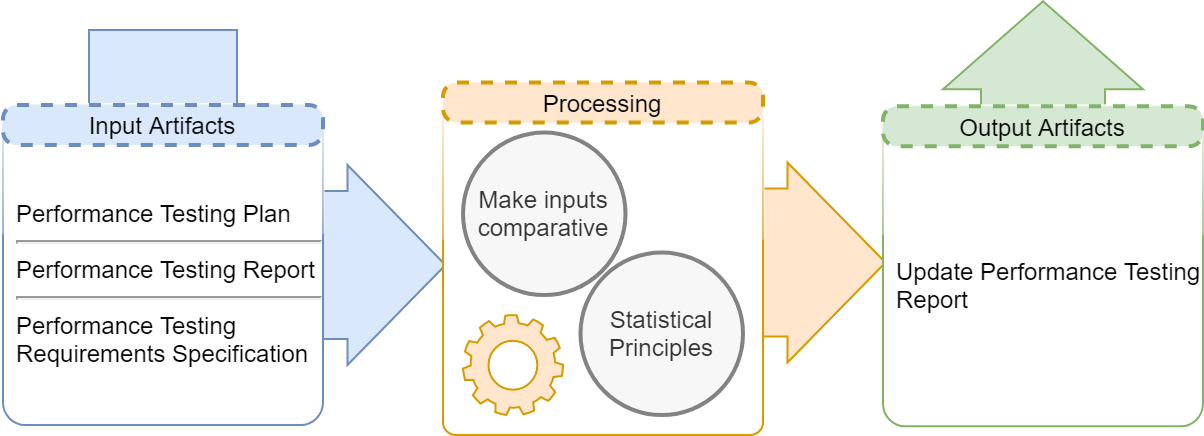 Input Artifacts
Performance Testing Plan
Performance Testing Report
Performance Testing
Requirements Specification
Processing
Make inputs
comparative
Statistical
Principles
Output Artifacts
Update Performance Testing
Report